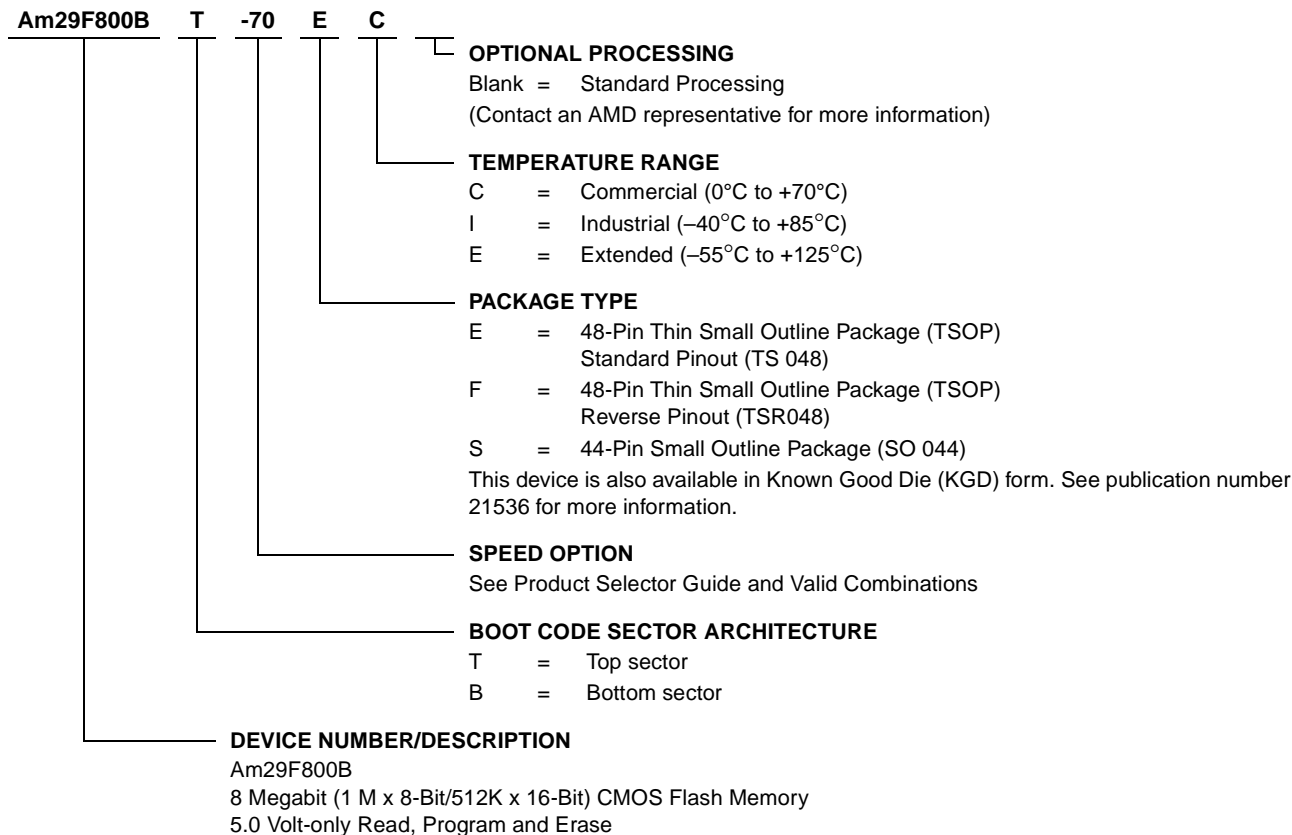 Am29F800B T -70 E C
OPTIONAL PROCESSING
Blank = Standard Processing
(Contact an AMD representative for more information)
TEMPERATURE RANGE
C = Commercial (0°C to +70°C)
I = Industrial (–40°C to +85°C)
E = Extended (–55°C to +125°C)
PACKAGE TYPE
E = 48-Pin Thin Small Outline Package (TSOP)
Standard Pinout (TS 048)
F = 48-Pin Thin Small Outline Package (TSOP)
Reverse Pinout (TSR048)
S = 44-Pin Small Outline Package (SO 044)
This device is also available in Known Good Die (KGD) form. See publication number
21536 for more information.
SPEED OPTION
See Product Selector Guide and Valid Combinations
BOOT CODE SECTOR ARCHITECTURE
T = Top sector
B = Bottom sector
DEVICE NUMBER/DESCRIPTION
Am29F800B
8 Megabit (1 M x 8-Bit/512K x 16-Bit) CMOS Flash Memory
5.0 Volt-only Read, Program and Erase